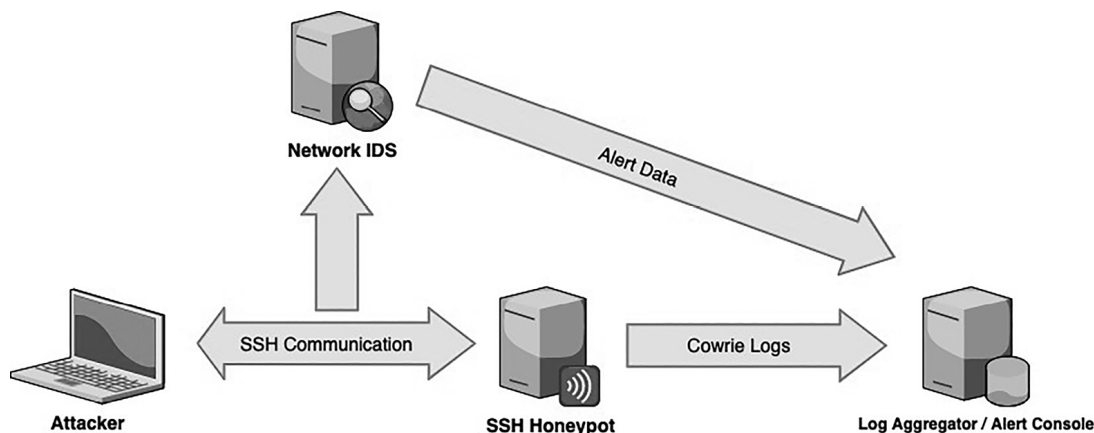 Network IDS
Alert Data
SSH Communication
Cowrie Logs
Attacker
SSH Honeypot
Log Aggregator / Alert Console